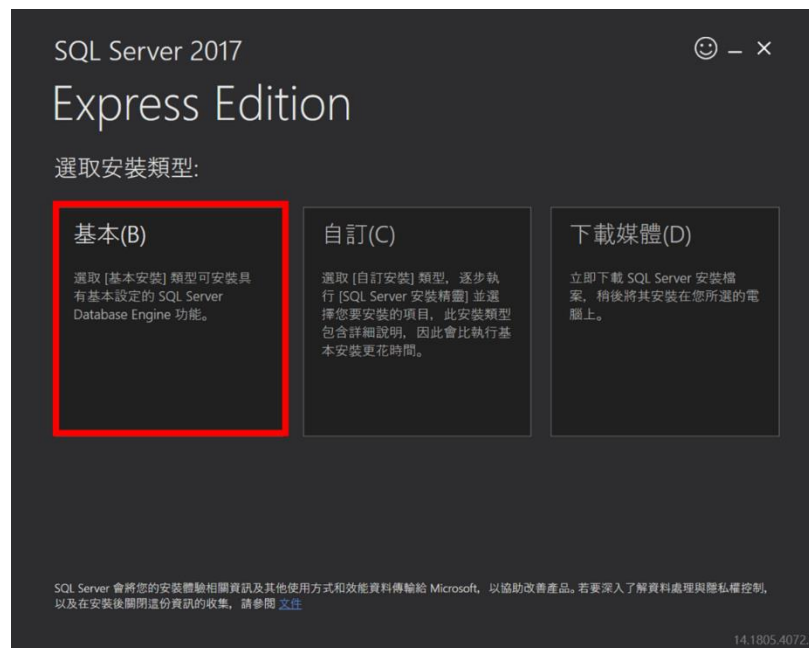 SQL Server 2017
Express Edition
選取安裝類型:
基本(B)
選取 [基本安裝] 類型可安裝具
有基本設定的 SQL Server
Database Engine 功能。
自訂(C)
選取 [自訂安裝] 類型，逐步執
行 [SQL Server 安裝精靈] 並選
擇您要安裝的項目，此安裝類型
包含詳細說明，因此會比執行基
本安裝更花時間。
下載媒體(D)
立即下載 SQL Server 安裝檔
案，稍後將其安裝在您所選的電
腦上。
SQL Server 會將您的安裝體驗相關資訊及其他使用方式和效能資料傳輸給 Microsoft，以協助改善產品。若要深入了解資料處理與隱私權控制，
以及在安裝後關閉這份資訊的收集，請參閱 文件
14.1805.4072.